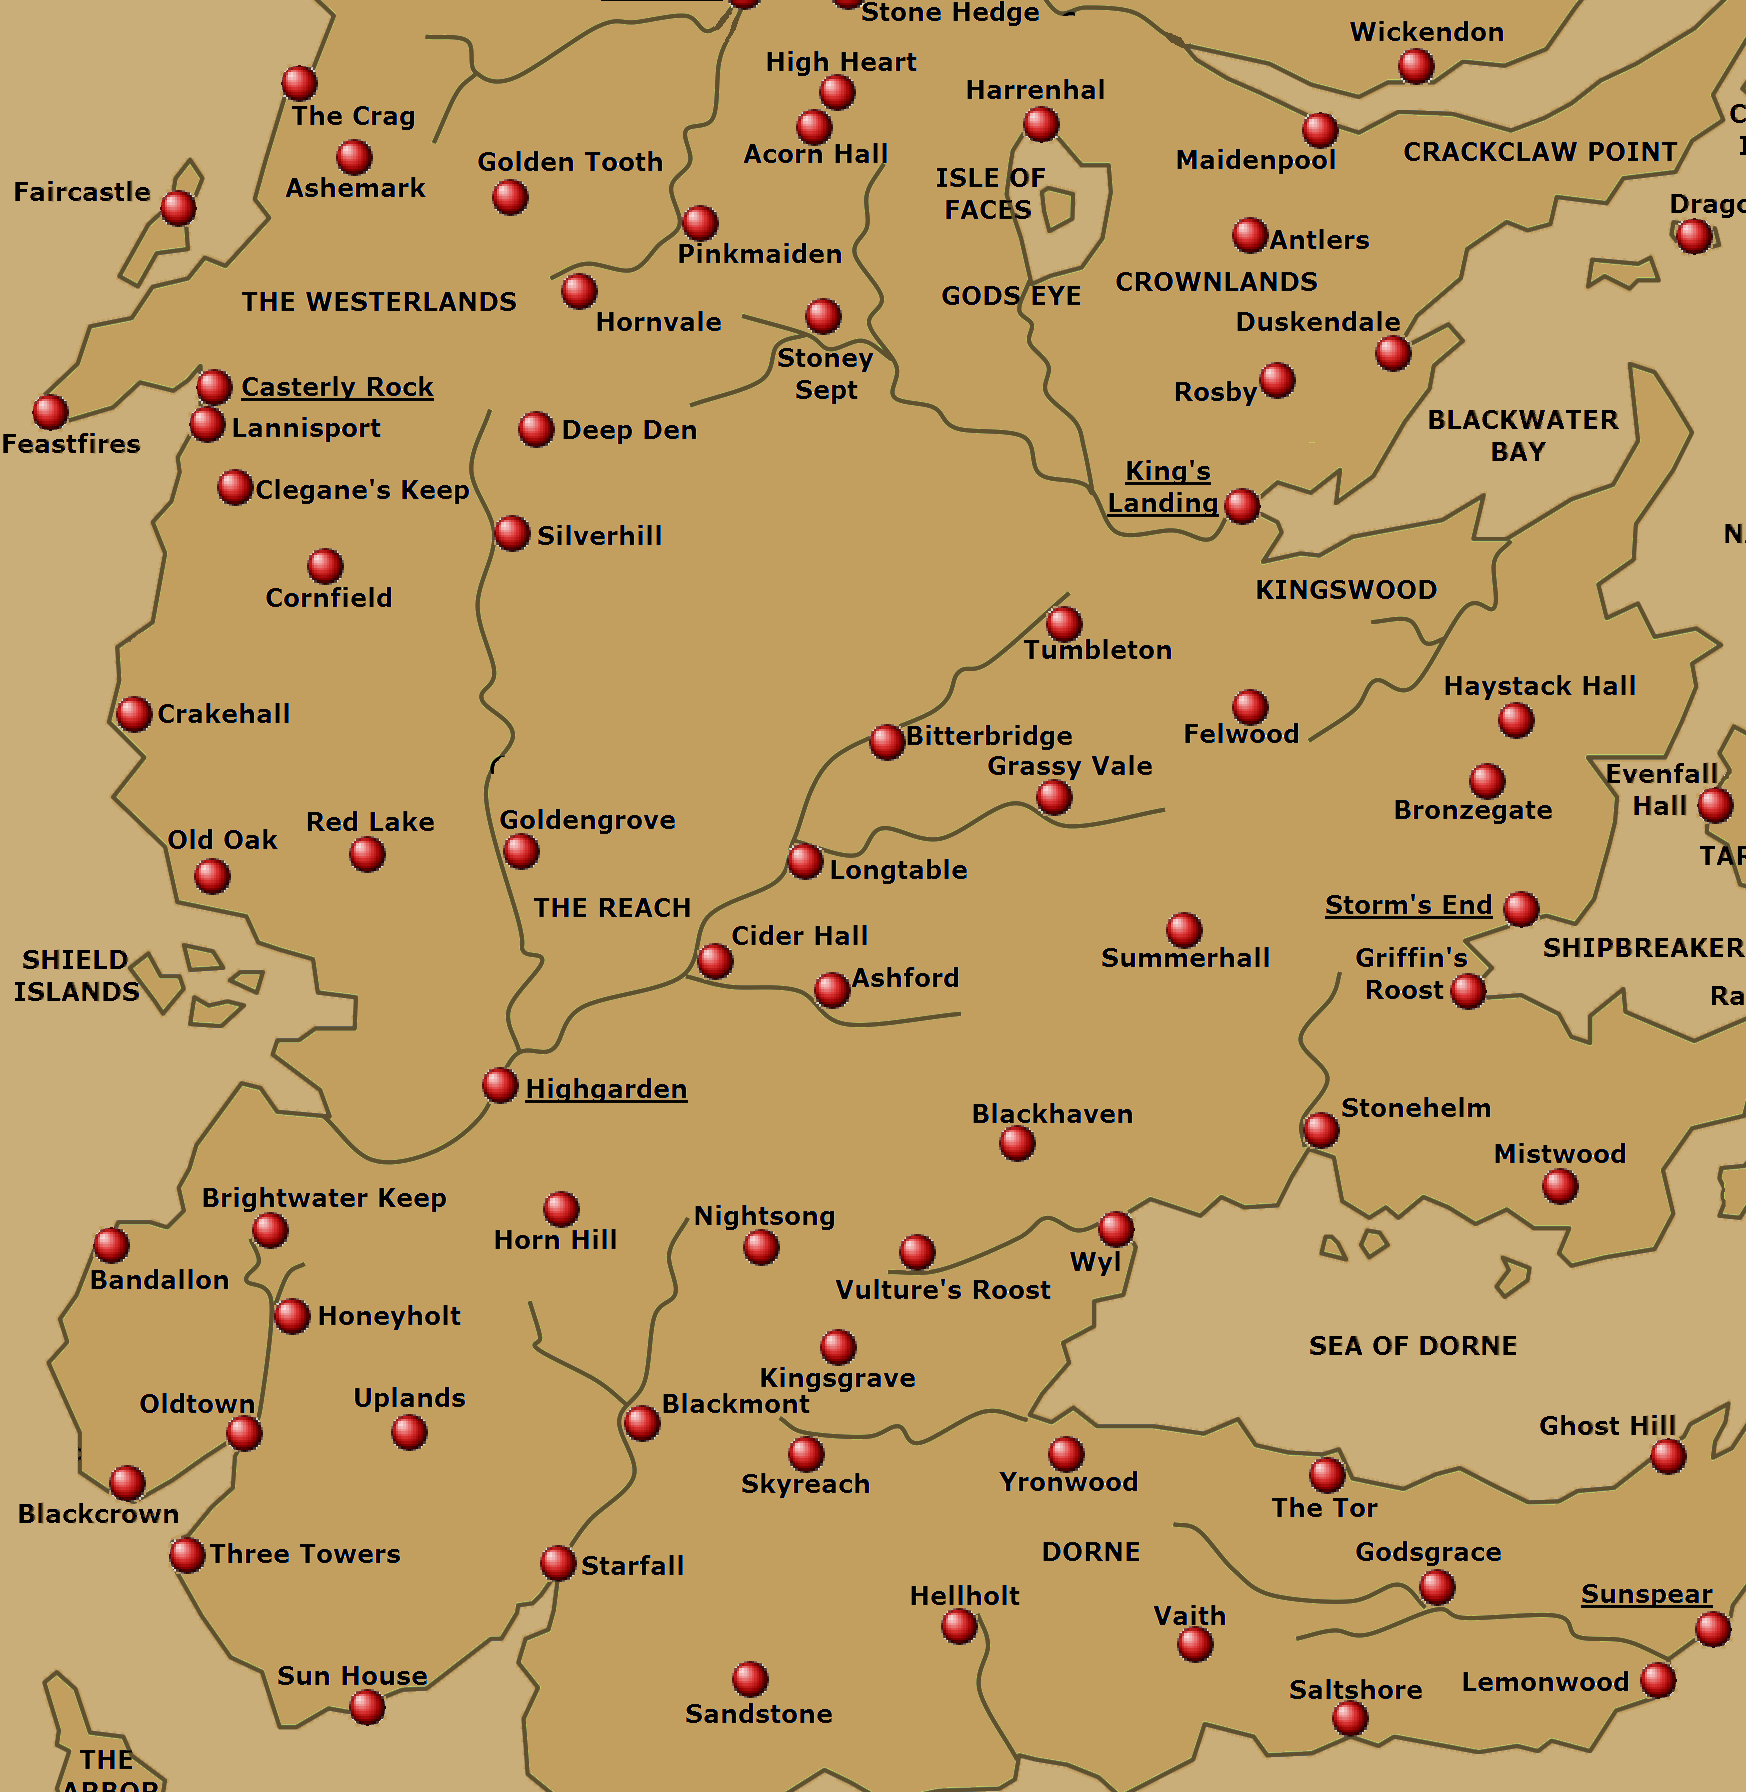 Stone Hedge
Wickendon
High Heart
Harrenhal
The Crag
Acorn Hall
Maidenpool
CRACKCLAW POINT
Golden Tooth
Ashemark
Faircastle
ISLE OF
FACES
Pinkmaiden
Antlers
THE WESTERLANDS
GODS EYE
CROWNLANDS
Hornvale
Duskendale
Stoney
Sept
Casterly Rock
Rosby
Lannisport
Feastfires
Deep Den
BLACKWATER
BAY
Clegane's Keep
King's
Landing
Silverhill
Cornfield
KINGSWOOD
Tumbleton
Haystack Hall
Crakehall
Bitterbridge
Felwood
Grassy Vale
Evenfall
Hall
Bronzegate
Old Oak
Red Lake
Goldengrove
Longtable
THE REACH
Storm's End
Cider Hall
SHIELD
ISLANDS
Ashford
Summerhall
Griffin's
Roost
SHIPBREAKER
Highgarden
Blackhaven
Stonehelm
Mistwood
Brightwater Keep
Horn Hill
Nightsong
Bandallon
Vulture's Roost
Wyl
Honeyholt
SEA OF DORNE
Kingsgrave
Oldtown
Uplands
Blackmont
Ghost Hill
Skyreach
Yronwood
Blackcrown
The Tor
Three Towers
Starfall
DORNE
Godsgrace
Hellholt
Vaith
Sunspear
Sun House
Sandstone
Saltshore
Lemonwood
THE
ARBOR